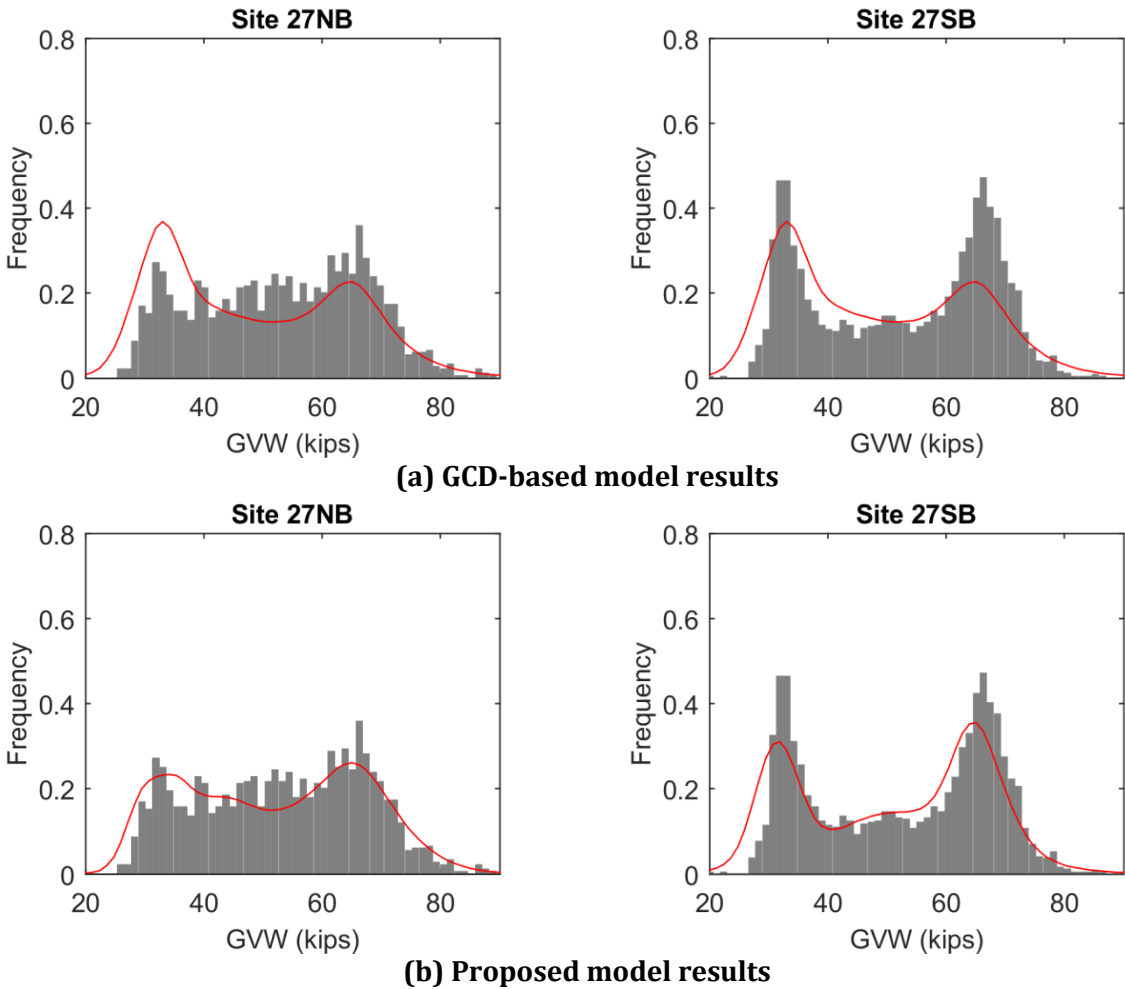 Site 27NB
Site 27SB
0.8
0.6
0.4
0.2
0
Frequency
20 40 60 80
GVW (kips)
0.8
0.6
0.4
0.2
0
Frequency
20 40 60 80
GVW (kips)
(a) GCD-based model results
Site 27NB
Site 27SB
0.8
0.6
0.4
0.2
0
Frequency
20 40 60 80
GVW (kips)
0.8
0.6
0.4
0.2
0
Frequency
20 40 60 80
GVW (kips)
(b) Proposed model results